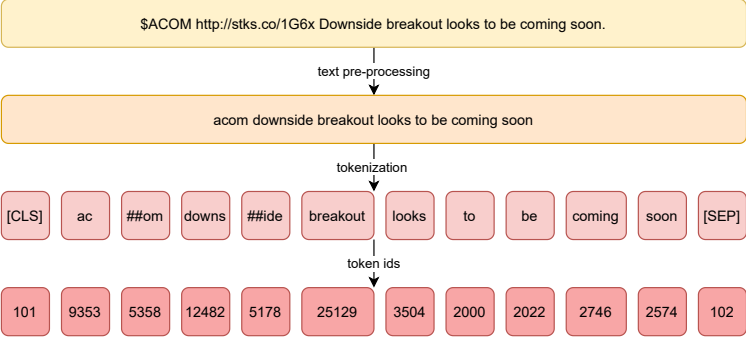 $ACOM http://stks.co/1G6x Downside breakout looks to be coming soon.
text pre-processing
acom downside breakout looks to be coming soon
tokenization
[CLS] ac ##om downs ##ide breakout looks to be coming soon [SEP]
token ids
101 9353 5358 12482 5178 25129 3504 2000 2022 2746 2574 102